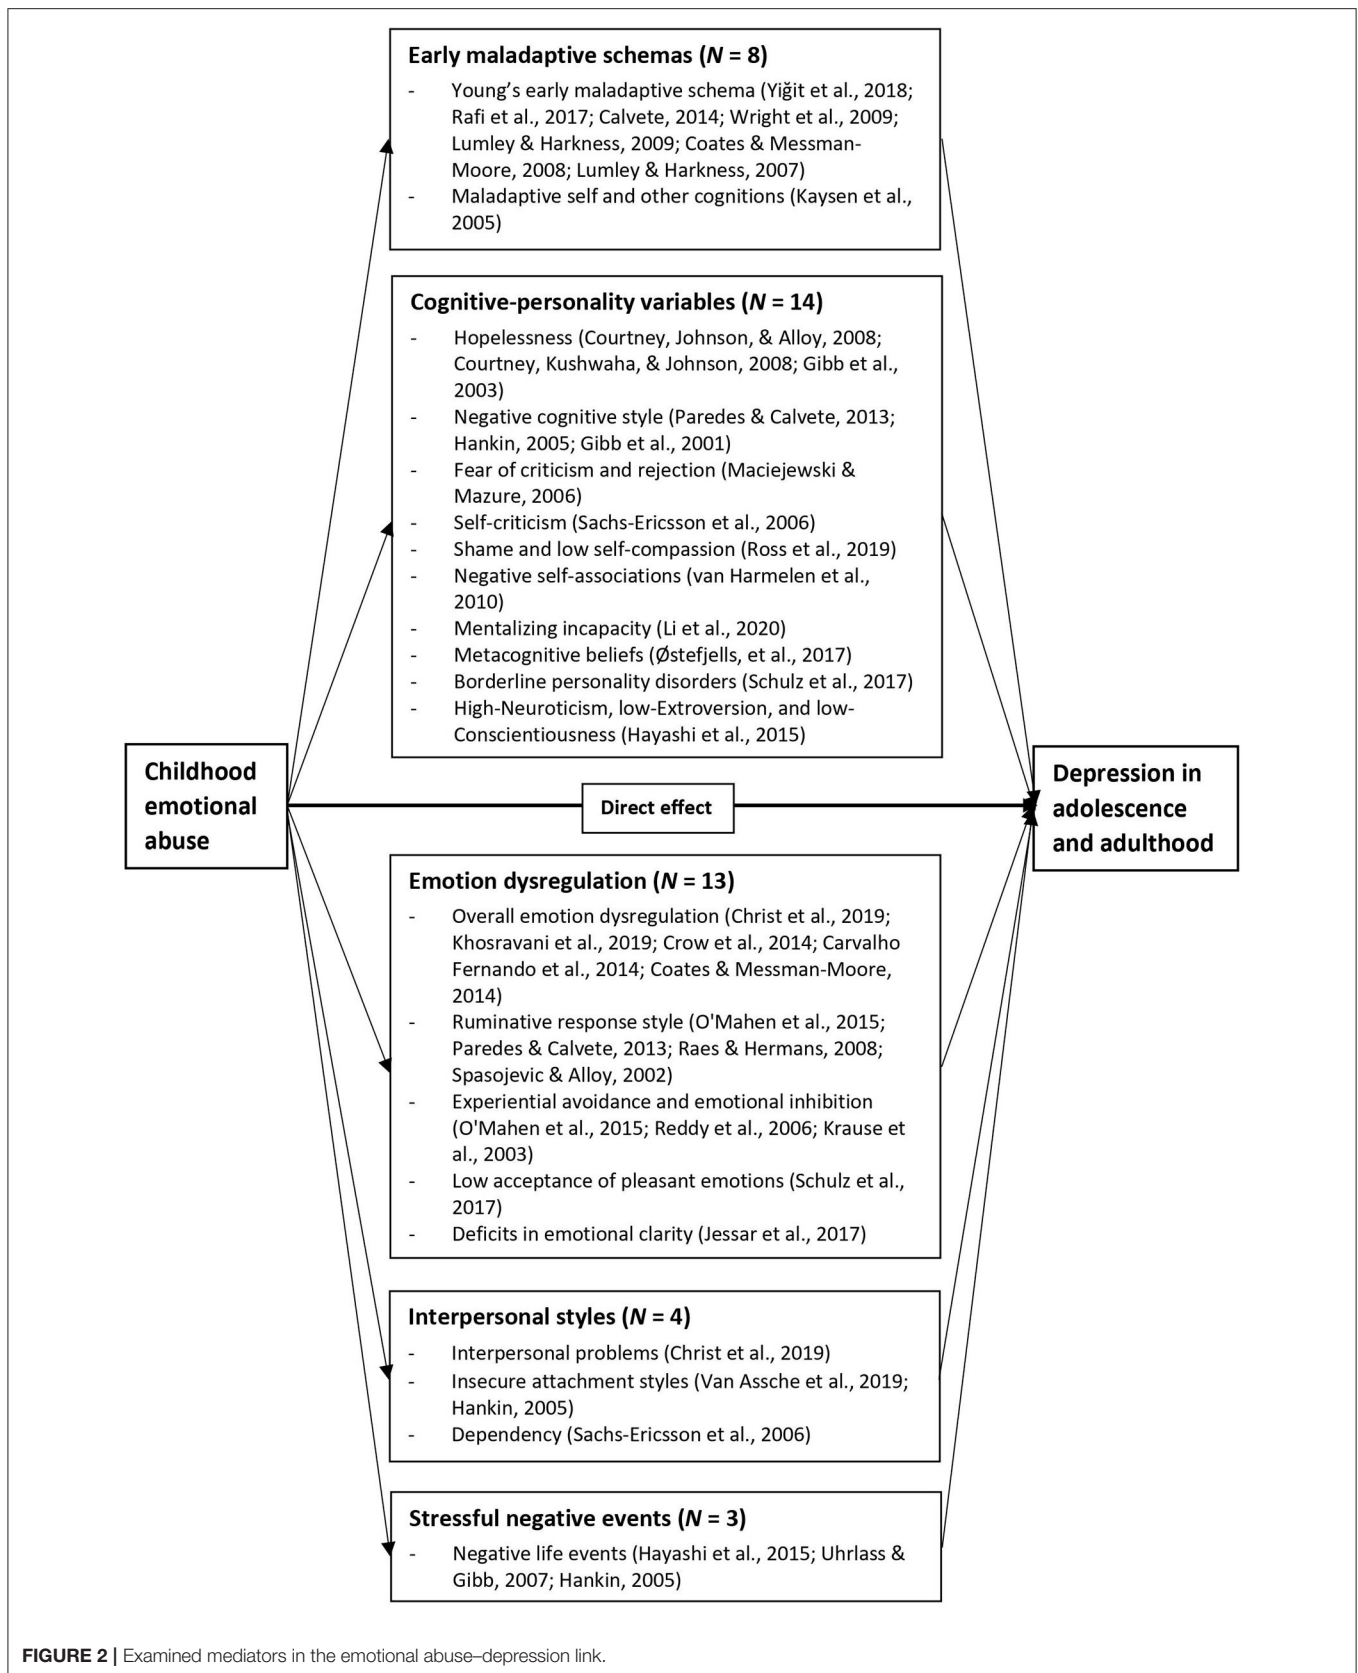 Early maladaptive schemas (N = 8)
- Young’s early maladaptive schema (Yiğit et al., 2018;
Rafi et al., 2017; Calvete, 2014; Wright et al., 2009;
Lumley & Harkness, 2009; Coates & Messman-
Moore, 2008; Lumley & Harkness, 2007)
- Maladaptive self and other cognitions (Kaysen et al.,
2005)
Cognitive-personality variables (N = 14)
- Hopelessness (Courtney, Johnson, & Alloy, 2008;
Courtney, Kushwaha, & Johnson, 2008; Gibb et al.,
2003)
- Negative cognitive style (Paredes & Calvete, 2013;
Hankin, 2005; Gibb et al., 2001)
- Fear of criticism and rejection (Maciejewski &
Mazure, 2006)
- Self-criticism (Sachs-Ericsson et al., 2006)
- Shame and low self-compassion (Ross et al., 2019)
- Negative self-associations (van Harmelen et al.,
2010)
- Mentalizing incapacity (Li et al., 2020)
- Metacognitive beliefs (Østefjells, et al., 2017)
- Borderline personality disorders (Schulz et al., 2017)
- High-Neuroticism, low-Extroversion, and low-
Conscientiousness (Hayashi et al., 2015)
Childhood
emotional
abuse
Direct effect
Depression in
adolescence
and adulthood
Emotion dysregulation (N = 13)
- Overall emotion dysregulation (Christ et al., 2019;
Khosravani et al., 2019; Crow et al., 2014; Carvalho
Fernando et al., 2014; Coates & Messman-Moore,
2014)
- Ruminative response style (O'Mahen et al., 2015;
Paredes & Calvete, 2013; Raes & Hermans, 2008;
Spasojevic & Alloy, 2002)
- Experiential avoidance and emotional inhibition
(O'Mahen et al., 2015; Reddy et al., 2006; Krause et
al., 2003)
- Low acceptance of pleasant emotions (Schulz et al.,
2017)
- Deficits in emotional clarity (Jessar et al., 2017)
Interpersonal styles (N = 4)
- Interpersonal problems (Christ et al., 2019)
- Insecure attachment styles (Van Assche et al., 2019;
Hankin, 2005)
- Dependency (Sachs-Ericsson et al., 2006)
Stressful negative events (N = 3)
- Negative life events (Hayashi et al., 2015; Uhrlass &
Gibb, 2007; Hankin, 2005)
FIGURE 2 | Examined mediators in the emotional abuse–depression link.